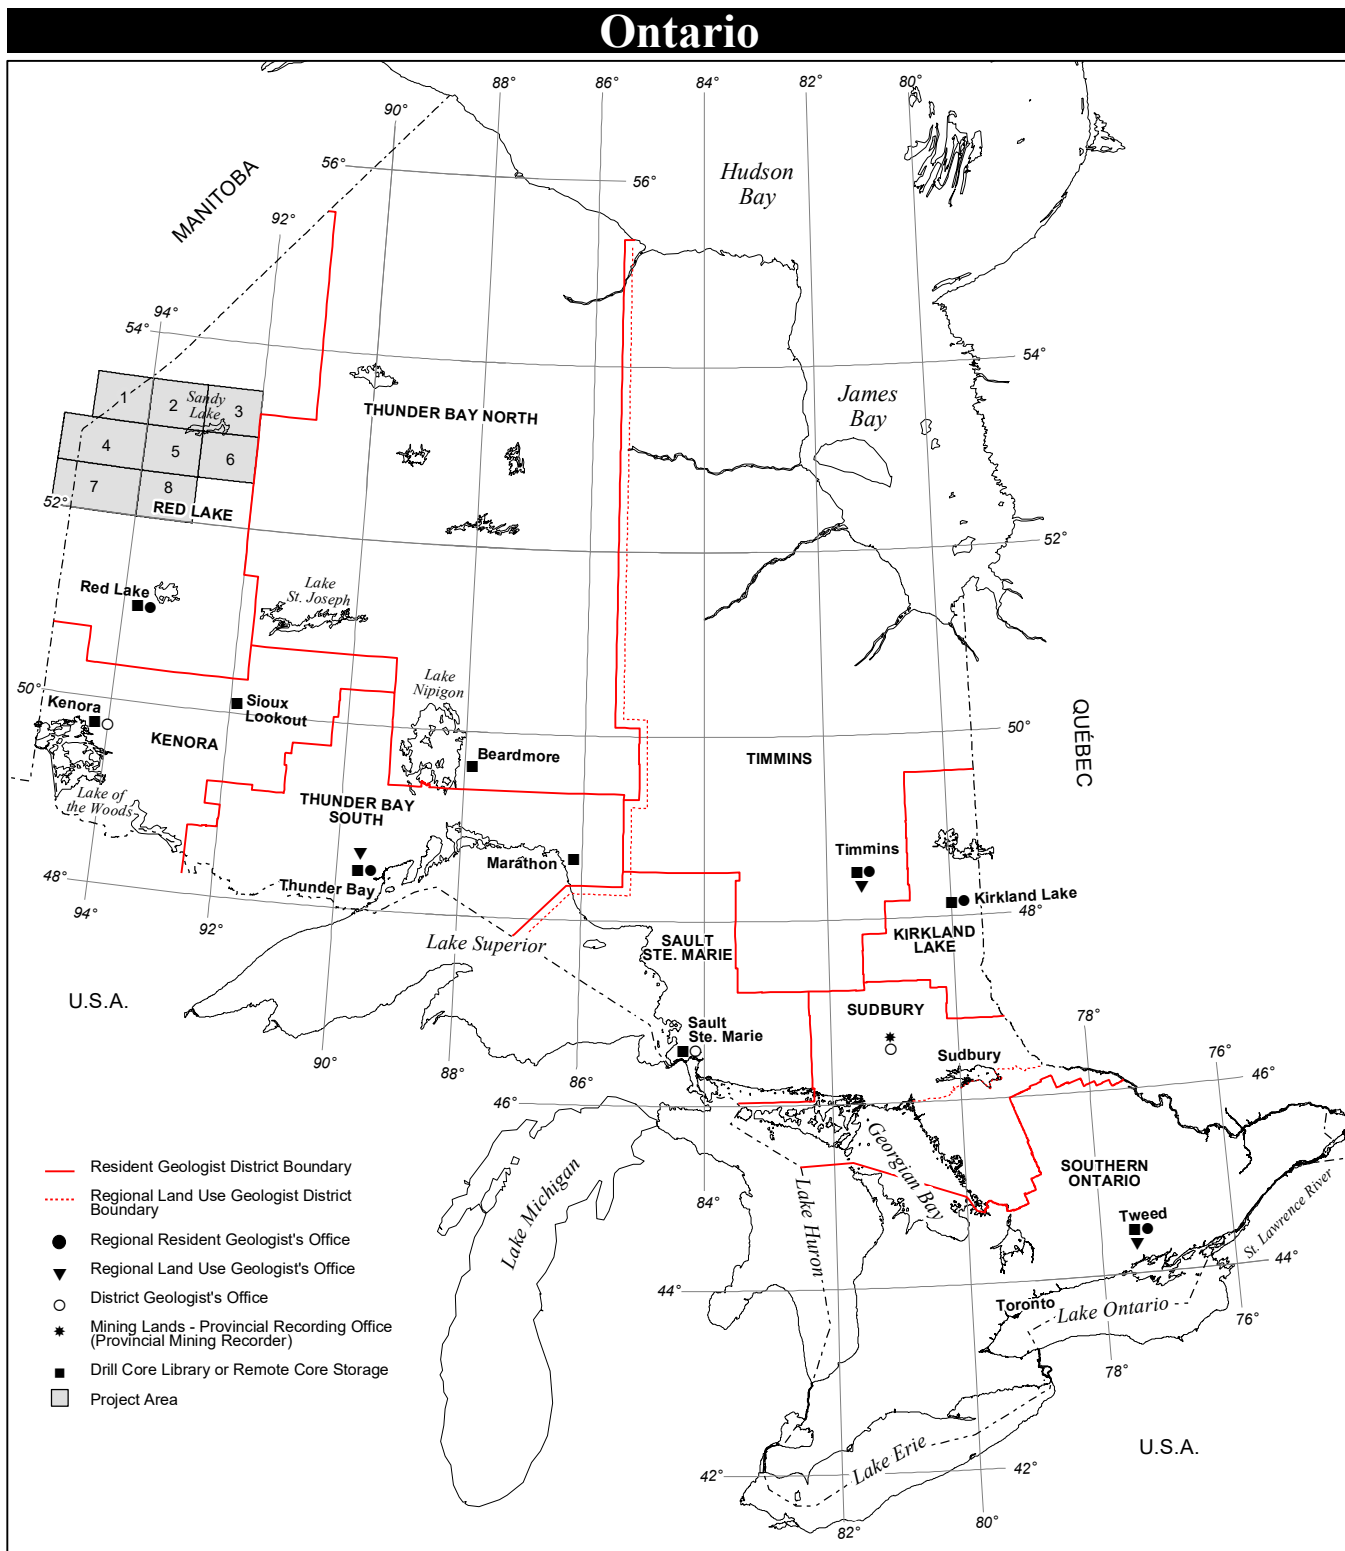 Ontario
88°
86°
84°
82°
80°
90°
56°
56°
Hudson
Bay
MANITOBA
92°
94°
54°
54°
1
2
3
Sandy
Lake
THUNDER BAY NORTH
James
Bay
4
5
6
7
8
52°
RED LAKE
52°
Red Lake
Lake
St. Joseph
50°
Kenora
Sioux
Lookout
KENORA
Lake
Nipigon
Beardmore
50°
TIMMINS
QUÉBEC
Lake of
the Woods
THUNDER BAY
SOUTH
Marathon
Timmins
48°
Thunder Bay
Kirkland Lake
48°
94°
92°
Lake Superior
SAULT
STE. MARIE
KIRKLAND
LAKE
U.S.A.
SUDBURY
78°
Sault
Ste. Marie
Sudbury
90°
88°
86°
76°
46°
46°
Georgian Bay
Resident Geologist District Boundary
Regional Land Use Geologist District
Boundary
Regional Resident Geologist's Office
Regional Land Use Geologist's Office
District Geologist's Office
Mining Lands - Provincial Recording Office
(Provincial Mining Recorder)
Drill Core Library or Remote Core Storage
Project Area
Lake Michigan
84°
Lake Huron
SOUTHERN
ONTARIO
Tweed
St. Lawrence River
44°
44°
Toronto
Lake Ontario
76°
78°
Lake Erie
U.S.A.
42°
42°
82°
80°